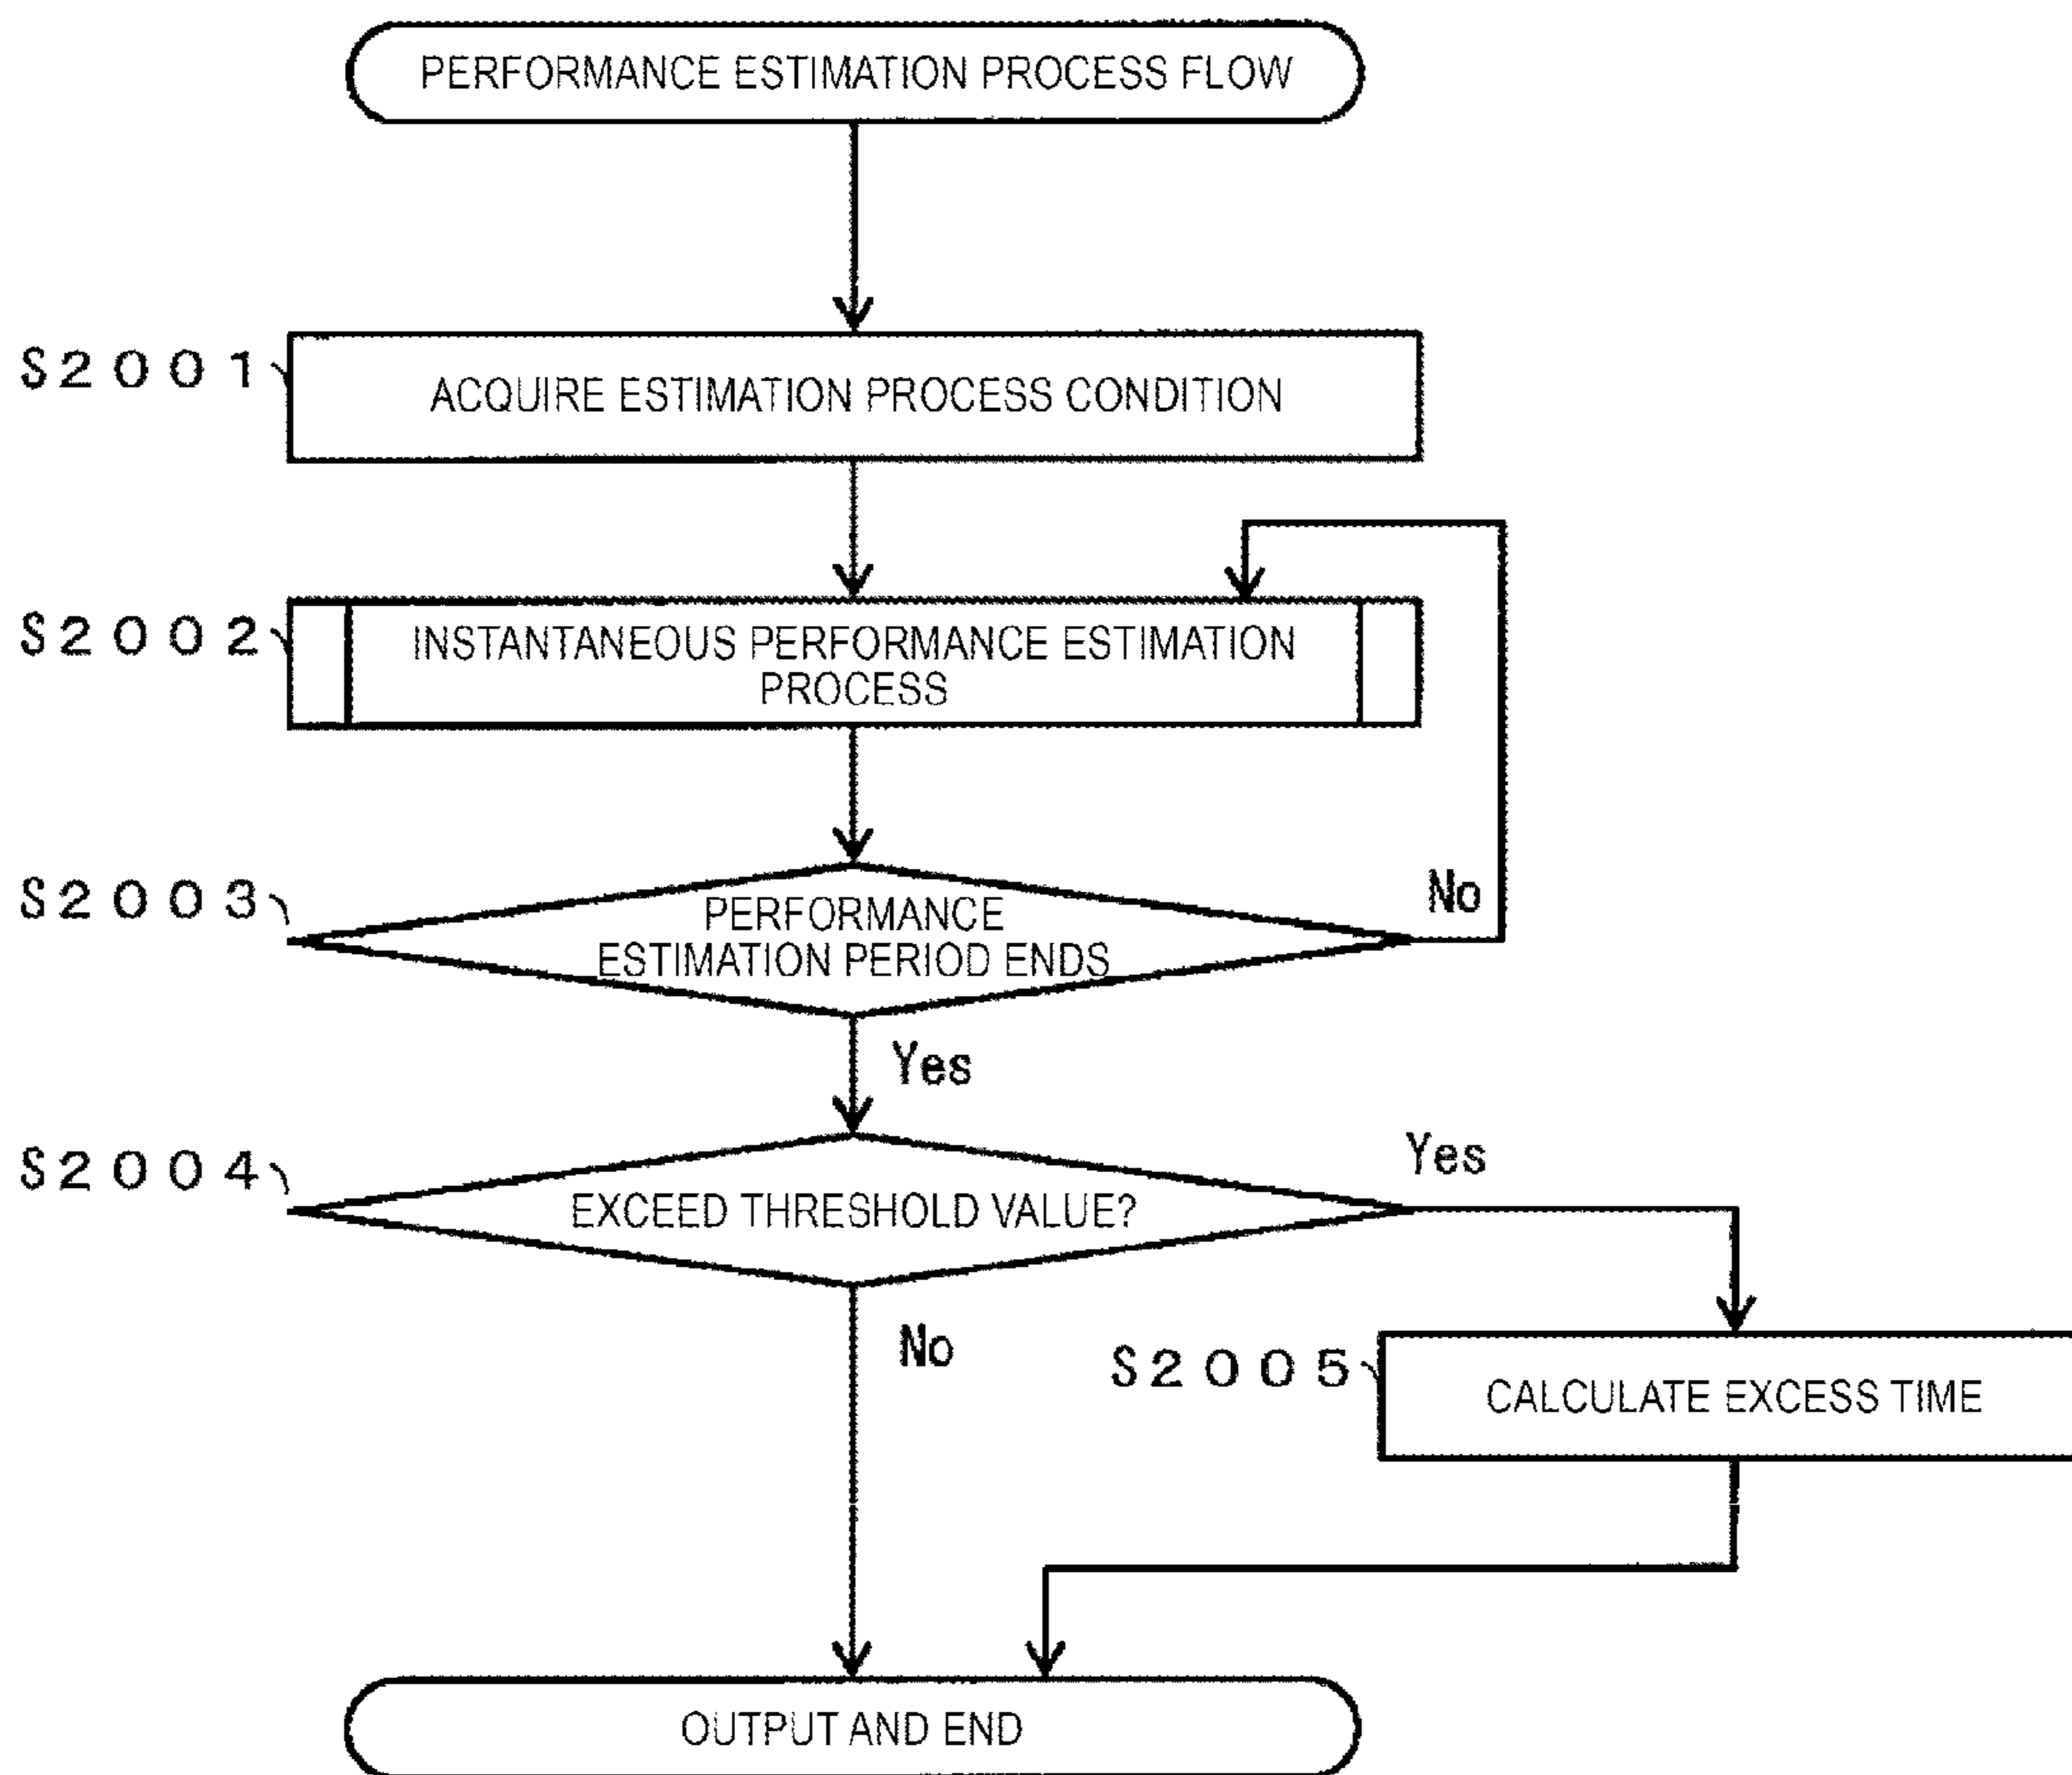 PERFORMANCE ESTIMATION PROCESS FLOW
S2001
ACQUIRE ESTIMATION PROCESS CONDITION
S2002
INSTANTANEOUS PERFORMANCE ESTIMATION
PROCESS
S2003
PERFORMANCE
ESTIMATION PERIOD ENDS
No
Yes
S2004
EXCEED THRESHOLD VALUE?
Yes
No
S2005
CALCULATE EXCESS TIME
OUTPUT AND END